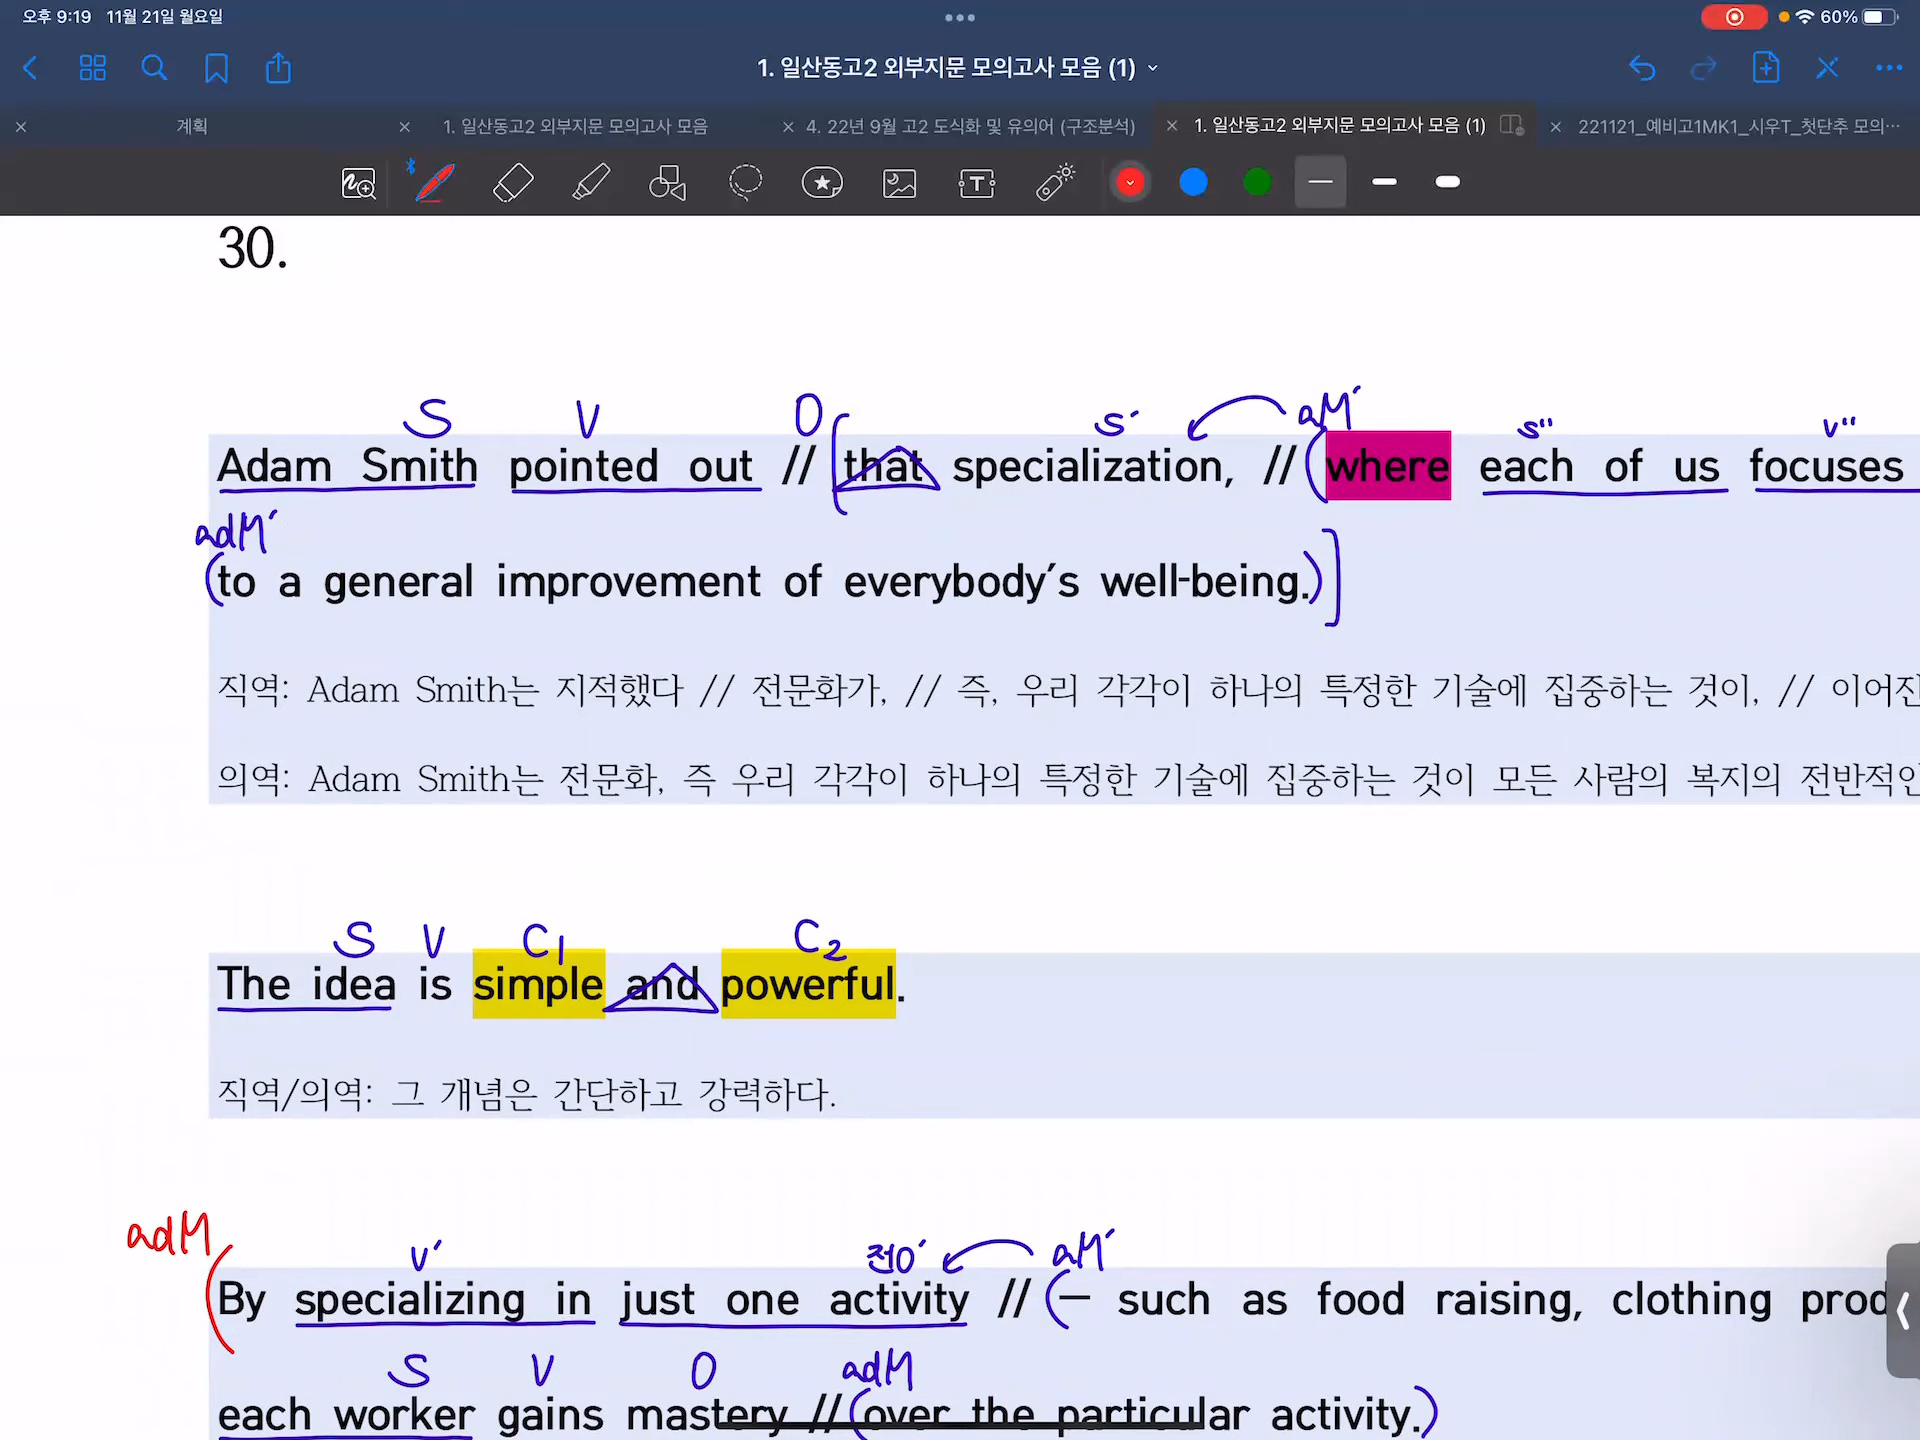 오후 9:19 11월 21일 월요일
60%
1. 일산동고2 외부지문 모의고사 모음 (1)
계획
1. 일산동고2 외부지문 모의고사 모음
4. 22년 9월 고2 도식화 및 유의어 (구조분석)
1. 일산동고2 외부지문 모의고사 모음 (1)
221121_예비고1MK1_시우T_첫단추 모의…
30.
S V O S' aM' S'' V''
Adam Smith pointed out // [that specialization, // (where each of us focuses
adM'
(to a general improvement of everybody's well-being.)]
직역: Adam Smith는 지적했다 // 전문화가, // 즉, 우리 각각이 하나의 특정한 기술에 집중하는 것이, // 이어진
의역: Adam Smith는 전문화, 즉 우리 각각이 하나의 특정한 기술에 집중하는 것이 모든 사람의 복지의 전반적인
S V C1 C2
The idea is simple and powerful.
직역/의역: 그 개념은 간단하고 강력하다.
adM V' 전O' aM'
(By specializing in just one activity // (— such as food raising, clothing prod
S V O adM
each worker gains mastery // (over the particular activity.)